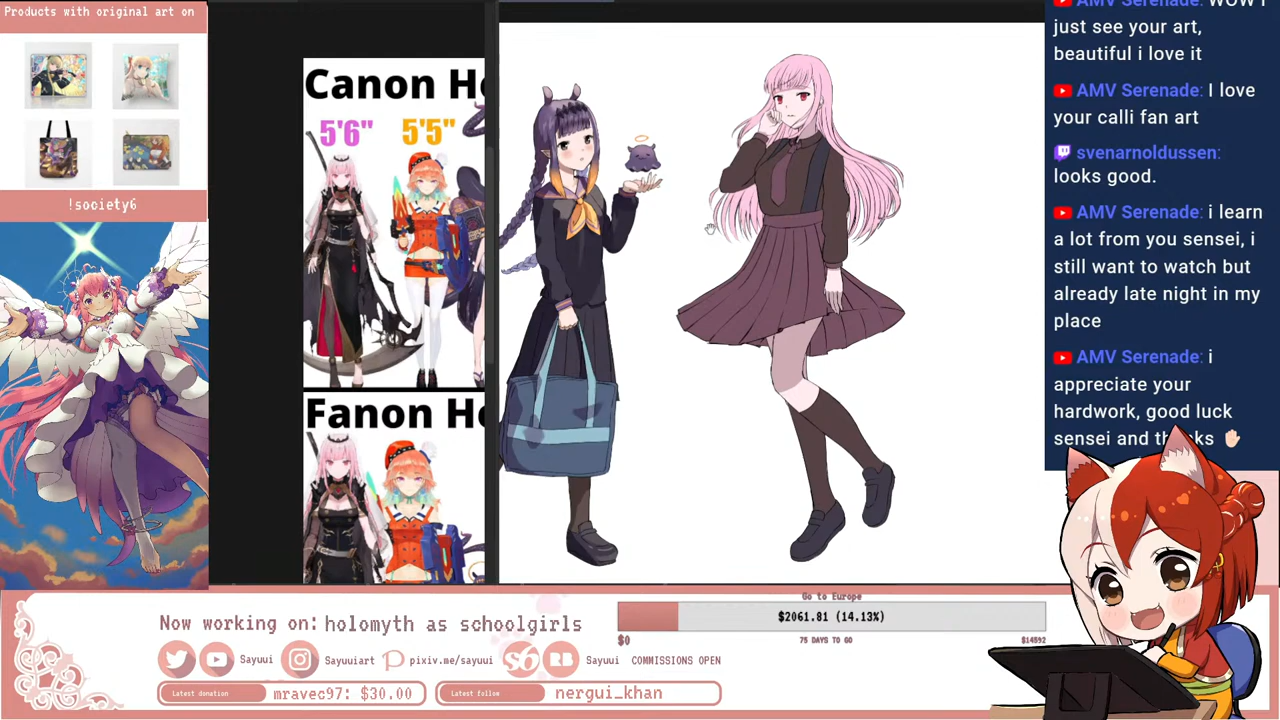 Products with original art on
!society6
Canon He
5'6" 5'5"
Fanon He
AMV Serenade: WOW i
just see your art,
beautiful i love it
AMV Serenade: I love
your calli fan art
svenarnoldussen:
looks good.
AMV Serenade: i learn
a lot from you sensei, i
still want to watch but
already late night in my
place
AMV Serenade: i
appreciate your
hardwork, good luck
sensei and thanks
Now working on: holomyth as schoolgirls
Sayuui
Sayuuiart
pixiv.me/sayuui
S6
RB
Sayuui
COMMISSIONS OPEN
Latest donation
mravec97: $30.00
Latest follow
nergui_khan
Go to Europe
$2061.81 (14.13%)
$0
75 DAYS TO GO
$14592